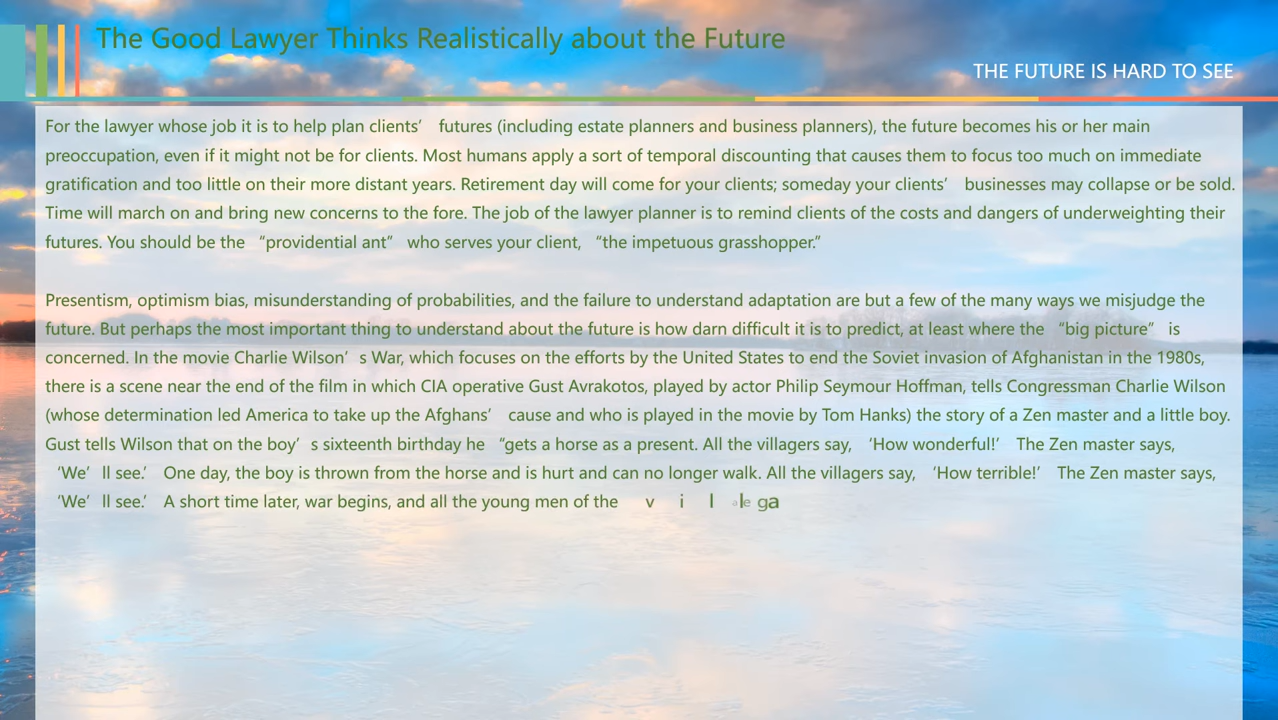 The Good Lawyer Thinks Realistically about the Future
THE FUTURE IS HARD TO SEE
For the lawyer whose job it is to help plan clients’ futures (including estate planners and business planners), the future becomes his or her main
preoccupation, even if it might not be for clients. Most humans apply a sort of temporal discounting that causes them to focus too much on immediate
gratification and too little on their more distant years. Retirement day will come for your clients; someday your clients’ businesses may collapse or be sold.
Time will march on and bring new concerns to the fore. The job of the lawyer planner is to remind clients of the costs and dangers of underweighting their
futures. You should be the “providential ant” who serves your client, “the impetuous grasshopper.”
Presentism, optimism bias, misunderstanding of probabilities, and the failure to understand adaptation are but a few of the many ways we misjudge the
future. But perhaps the most important thing to understand about the future is how darn difficult it is to predict, at least where the “big picture” is
concerned. In the movie Charlie Wilson’s War, which focuses on the efforts by the United States to end the Soviet invasion of Afghanistan in the 1980s,
there is a scene near the end of the film in which CIA operative Gust Avrakotos, played by actor Philip Seymour Hoffman, tells Congressman Charlie Wilson
(whose determination led America to take up the Afghans’ cause and who is played in the movie by Tom Hanks) the story of a Zen master and a little boy.
Gust tells Wilson that on the boy’s sixteenth birthday he “gets a horse as a present. All the villagers say, ‘How wonderful!’ The Zen master says,
‘We’ll see.’ One day, the boy is thrown from the horse and is hurt and can no longer walk. All the villagers say, ‘How terrible!’ The Zen master says,
‘We’ll see.’ A short time later, war begins, and all the young men of the